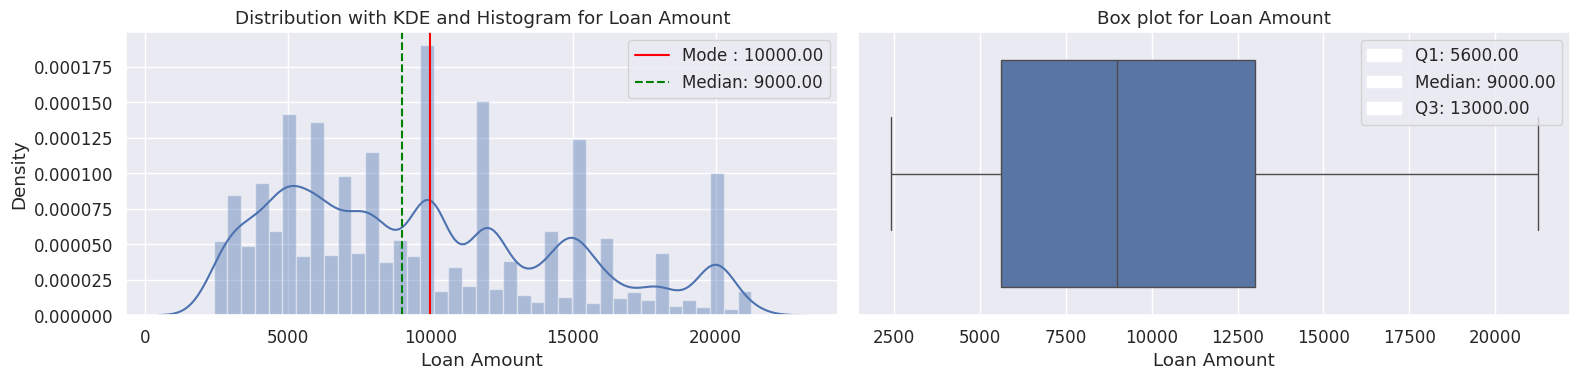 Distribution with KDE and Histogram for Loan Amount
Mode : 10000.00
Median: 9000.00
0.000175
0.000150
0.000125
0.000100
0.000075
0.000050
0.000025
0.000000
Density
0 5000 10000 15000 20000
Loan Amount
Box plot for Loan Amount
Q1: 5600.00
Median: 9000.00
Q3: 13000.00
2500 5000 7500 10000 12500 15000 17500 20000
Loan Amount